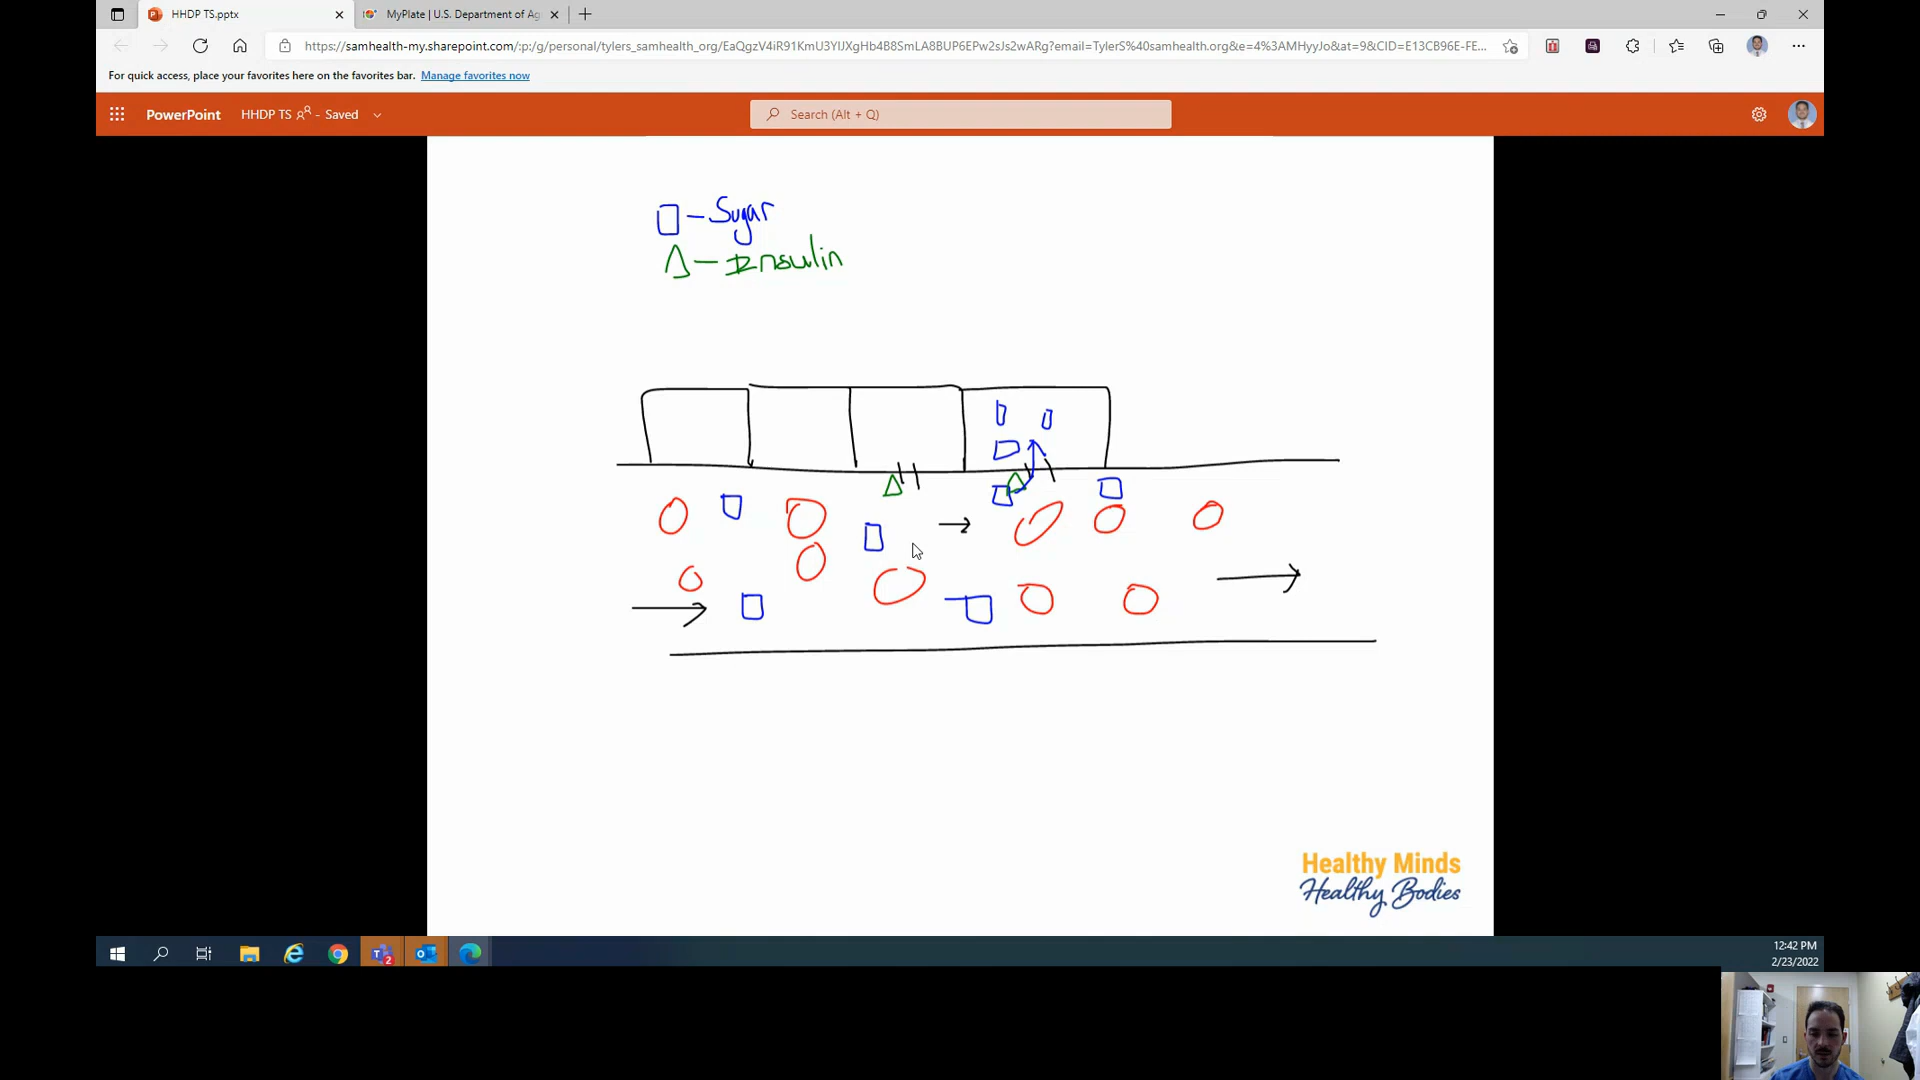 HHDP TS.pptx
MyPlate | U.S. Department of Ag
https://samhealth-my.sharepoint.com/:p:/g/personal/tylers_samhealth_org/EaQgzV4iR91KmU3YIJXgHb4B8SmLA8BUP6EPw2sJs2wARg?email=TylerS%40samhealth.org&e=4%3AMHyyJo&at=9&CID=E13CB96E-FE...
For quick access, place your favorites here on the favorites bar. Manage favorites now
PowerPoint HHDP TS - Saved
Search (Alt + Q)
- Sugar
- Insulin
Healthy Minds
Healthy Bodies
2
12:42 PM
2/23/2022